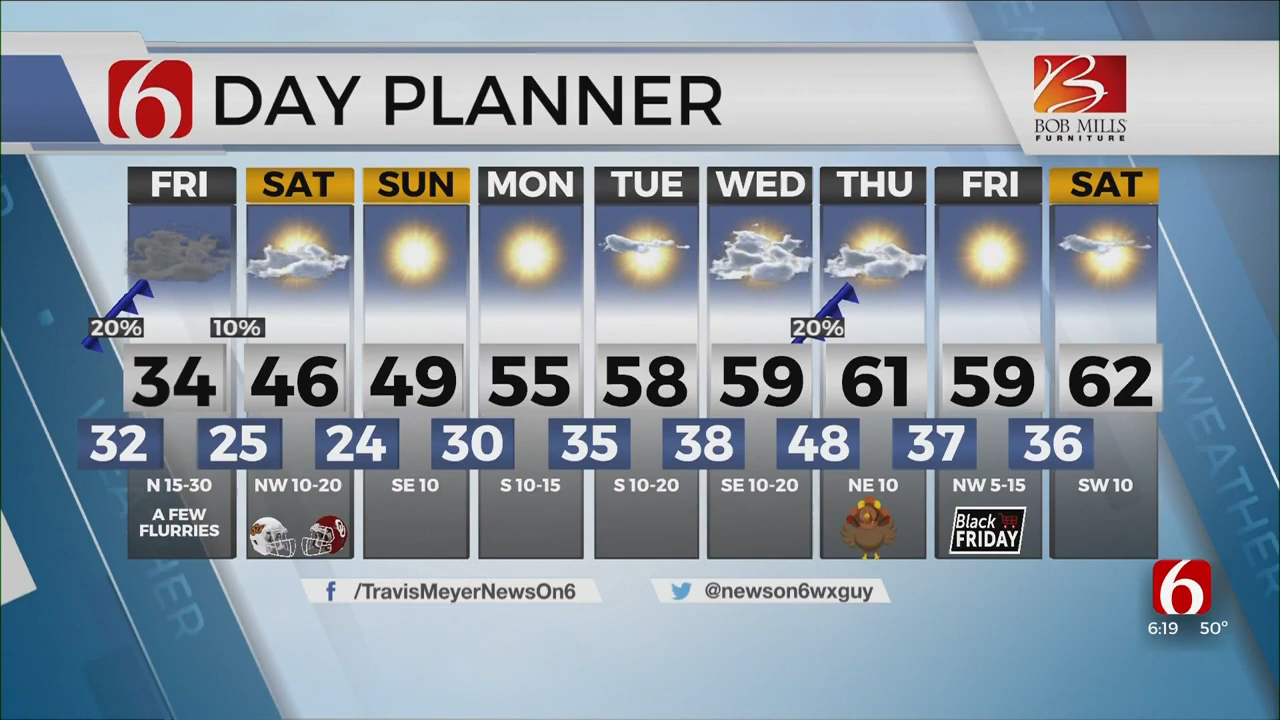 6 DAY PLANNER
B
BOB MILLS
FURNITURE
FRI SAT SUN MON TUE WED THU FRI SAT
20% 10% 20%
34 46 49 55 58 59 61 59 62
32 25 24 30 35 38 48 37 36
N 15-30 NW 10-20 SE 10 S 10-15 S 10-20 SE 10-20 NE 10 NW 5-15 SW 10
A FEW
FLURRIES
Black
FRIDAY
f /TravisMeyerNewsOn6 @newson6wxguy
6
6:19 50°
WEATHER
WEATHER